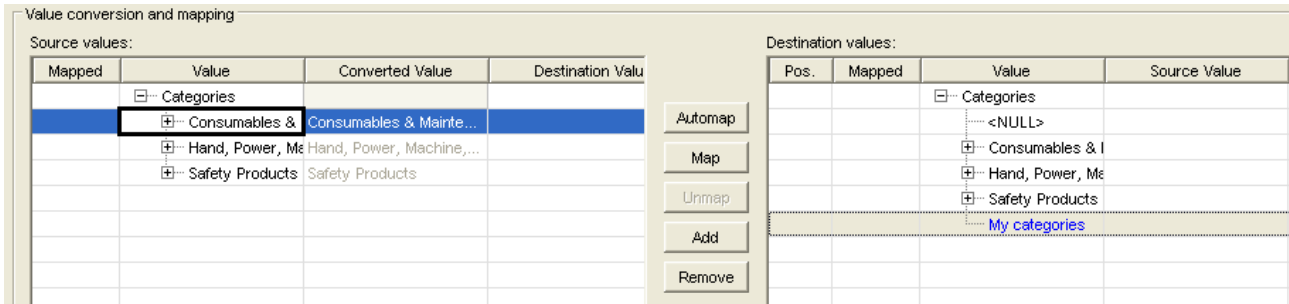 Value conversion and mapping
Source values:
Mapped Value Converted Value Destination Valu
Categories
Consumables & Consumables & Mainte...
Hand, Power, Ma Hand, Power, Machine,...
Safety Products Safety Products
Automap
Map
Unmap
Add
Remove
Destination values:
Pos. Mapped Value Source Value
Categories
<NULL>
Consumables &
Hand, Power, Ma
Safety Products
My categories